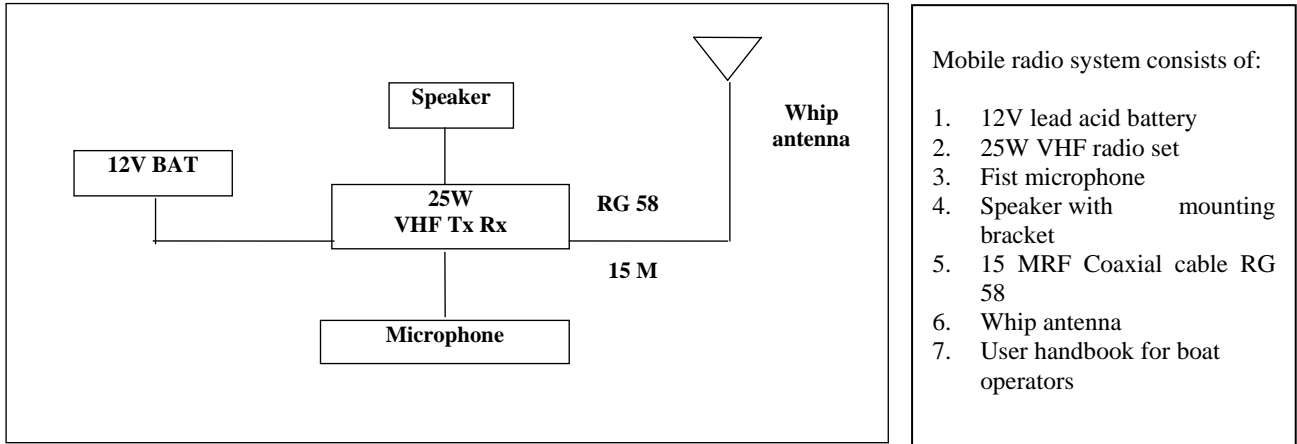 Speaker
Whip
antenna
12V BAT
25W
VHF Tx Rx
RG 58
15 M
Microphone
Mobile radio system consists of:
1. 12V lead acid battery
2. 25W VHF radio set
3. Fist microphone
4. Speaker with mounting
bracket
5. 15 MRF Coaxial cable RG
58
6. Whip antenna
7. User handbook for boat
operators